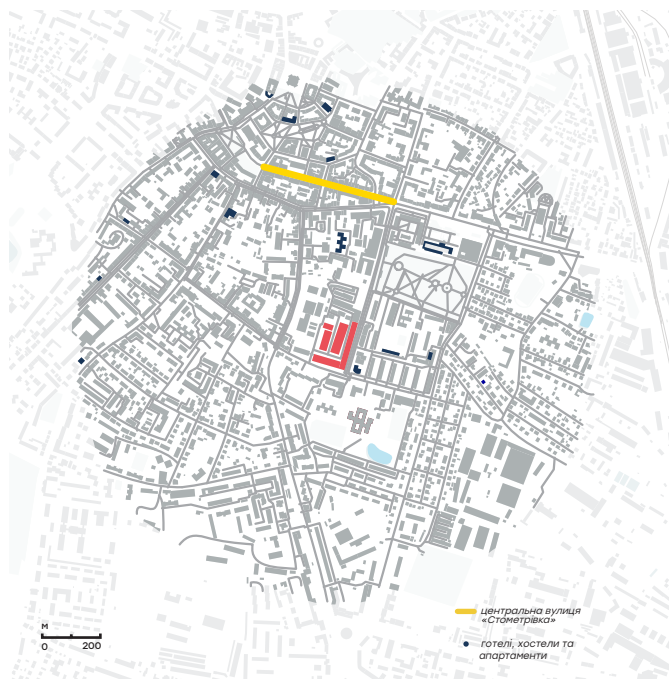 центральна вулиця
«Стометрівка»
м
0 200
готелі, хостели та
апартаменти